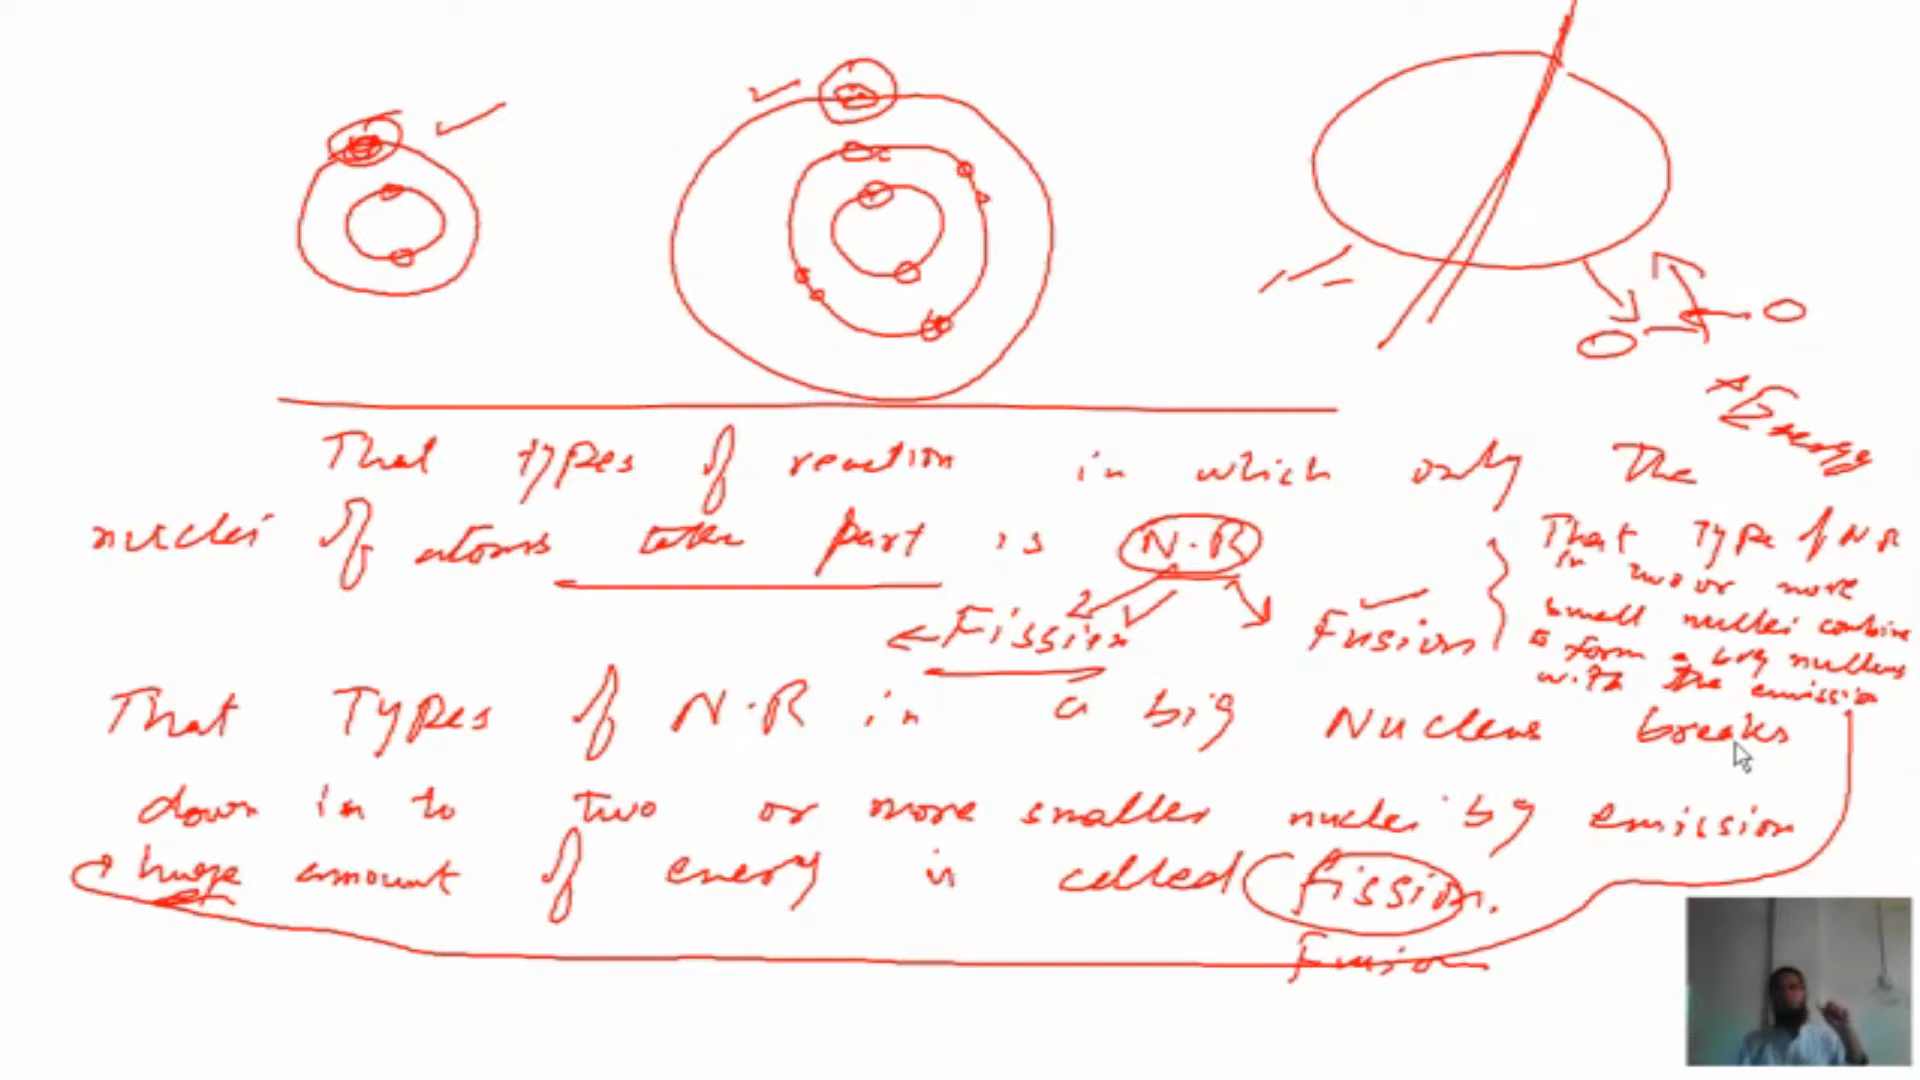 + Energy
That types of reaction in which only The
nuclei of atoms take part is N.R
Fission Fusion
That Type of N R
in two or more
small nuclei combine
to form a big nucleus
with The emission
That Types of N.R in a big Nucleus breaks
down in to two or more smaller nuclei by emission
huge amount of energy is called fission.
Fusion